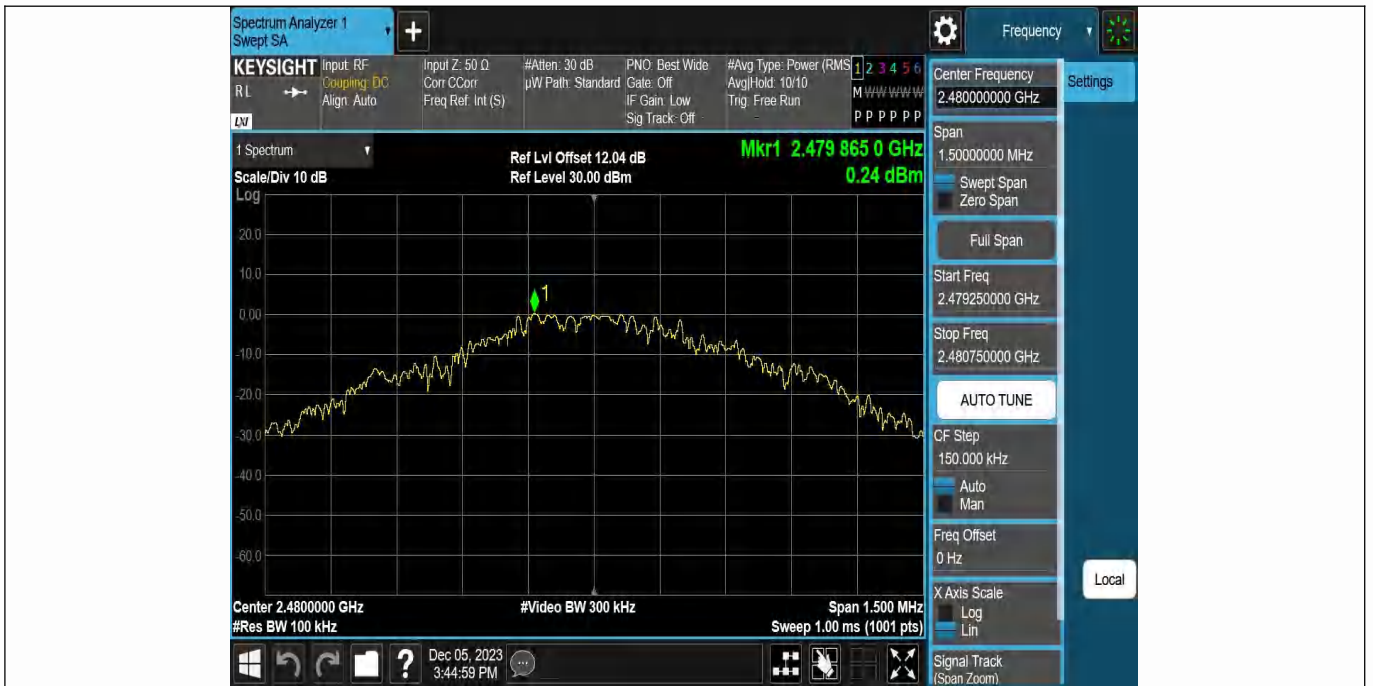 Spectrum Analyzer 1
Swept SA
+
Frequency
KEYSIGHT
RL
LXI
Input: RF
Coupling: DC
Align: Auto
Input Z: 50 Ω
Corr CCorr
Freq Ref: Int (S)
#Atten: 30 dB
µW Path: Standard
PNO: Best Wide
Gate: Off
IF Gain: Low
Sig Track: Off
#Avg Type: Power (RMS
Avg|Hold: 10/10
Trig: Free Run
1 2 3 4 5 6
M W W W W W
P P P P P P
1 Spectrum
Scale/Div 10 dB
Log
Ref Lvl Offset 12.04 dB
Ref Level 30.00 dBm
Mkr1 2.479 865 0 GHz
0.24 dBm
1
20.0
10.0
0.00
-10.0
-20.0
-30.0
-40.0
-50.0
-60.0
Center 2.4800000 GHz
#Res BW 100 kHz
#Video BW 300 kHz
Span 1.500 MHz
Sweep 1.00 ms (1001 pts)
Center Frequency
2.480000000 GHz
Settings
Span
1.50000000 MHz
Swept Span
Zero Span
Full Span
Start Freq
2.479250000 GHz
Stop Freq
2.480750000 GHz
AUTO TUNE
CF Step
150.000 kHz
Auto
Man
Freq Offset
0 Hz
X Axis Scale
Log
Lin
Local
Signal Track
(Span Zoom)
?
Dec 05, 2023
3:44:59 PM